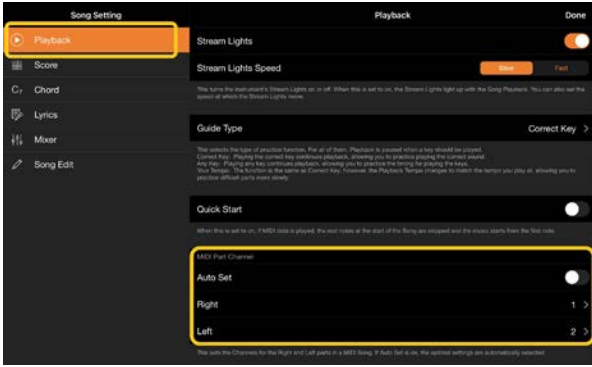 Song Setting
Playback
Done
Playback
Score
C7 Chord
Lyrics
Mixer
Song Edit
Stream Lights
Stream Lights Speed
Slow
Fast
This turns the instrument's Stream Lights on or off. When this is set to on, the Stream Lights light up with the Song Playback. You can also set the
speed at which the Stream Lights move.
Guide Type
Correct Key >
This selects the type of practice function. For all of them, Playback is paused when a key should be played.
Correct Key: Playing the correct key continues playback, allowing you to practice playing the correct sound.
Any Key: Playing any key continues playback, allowing you to practice the timing for playing the keys.
Your Tempo: The function is the same as Correct Key, however, the Playback Tempo changes to match the tempo you play at, allowing you to
practice difficult parts more slowly.
Quick Start
When this is set to on, if MIDI data is played, the rest notes at the start of the Song are skipped and the music starts from the first note.
MIDI Part Channel
Auto Set
Right
1 >
Left
2 >
This sets the Channels for the Right and Left parts in a MIDI Song. If Auto Set is on, the optimal settings are automatically selected.